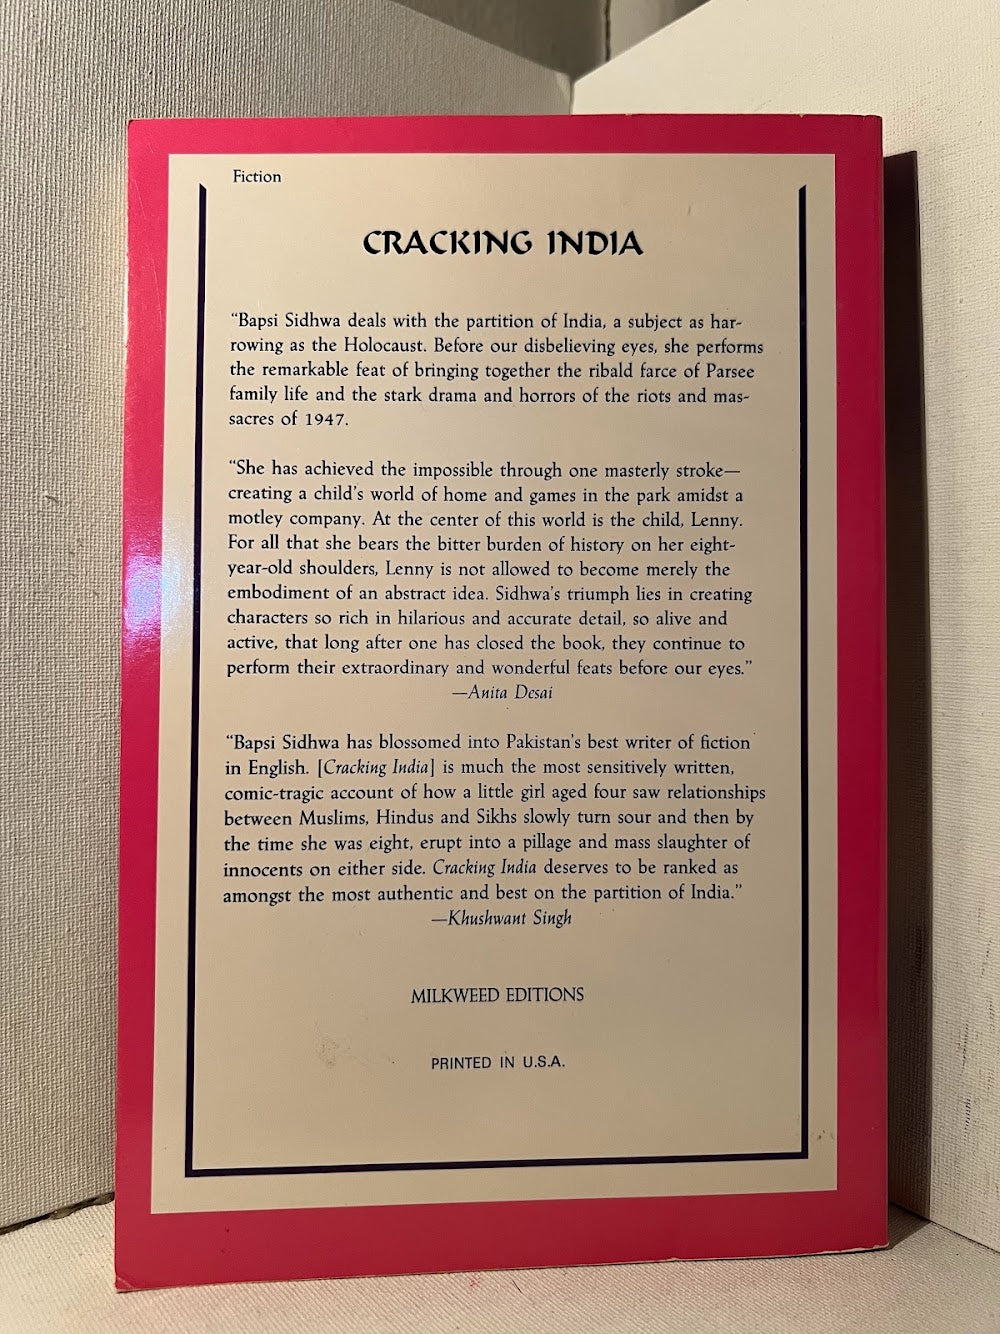 Fiction
CRACKING INDIA
“Bapsi Sidhwa deals with the partition of India, a subject as har-
rowing as the Holocaust. Before our disbelieving eyes, she performs
the remarkable feat of bringing together the ribald farce of Parsee
family life and the stark drama and horrors of the riots and mas-
sacres of 1947.
“She has achieved the impossible through one masterly stroke—
creating a child’s world of home and games in the park amidst a
motley company. At the center of this world is the child, Lenny.
For all that she bears the bitter burden of history on her eight-
year-old shoulders, Lenny is not allowed to become merely the
embodiment of an abstract idea. Sidhwa’s triumph lies in creating
characters so rich in hilarious and accurate detail, so alive and
active, that long after one has closed the book, they continue to
perform their extraordinary and wonderful feats before our eyes.”
—Anita Desai
“Bapsi Sidhwa has blossomed into Pakistan’s best writer of fiction
in English. [Cracking India] is much the most sensitively written,
comic-tragic account of how a little girl aged four saw relationships
between Muslims, Hindus and Sikhs slowly turn sour and then by
the time she was eight, erupt into a pillage and mass slaughter of
innocents on either side. Cracking India deserves to be ranked as
amongst the most authentic and best on the partition of India.”
—Khushwant Singh
MILKWEED EDITIONS
PRINTED IN U.S.A.